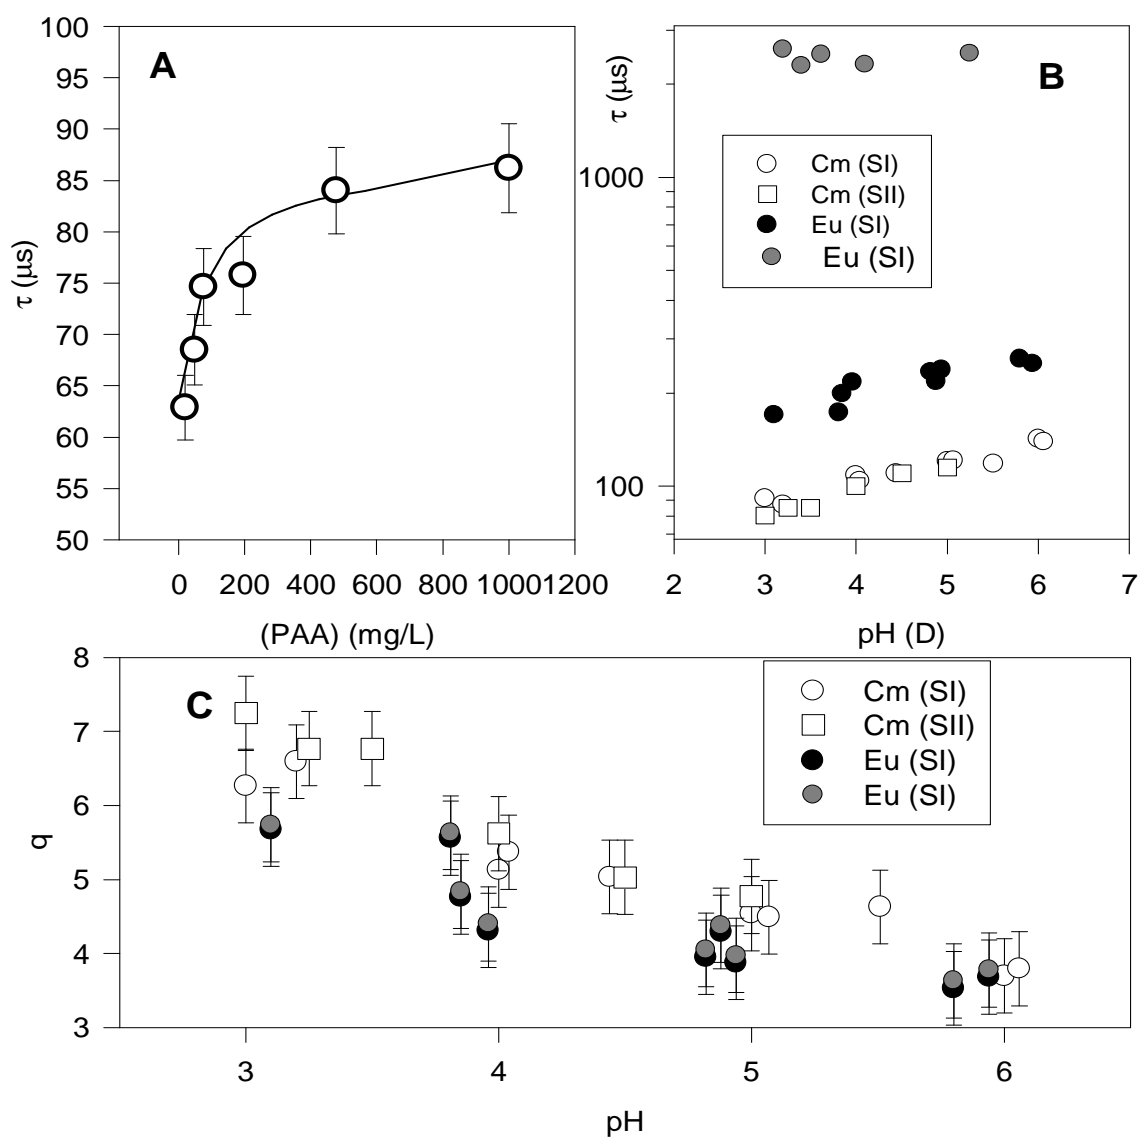 A
100
95
90
85
80
75
70
65
60
55
50
τ (µs)
0 200 400 600 800 10001200
(PAA) (mg/L)
B
τ (µs)
1000
100
Cm (SI)
Cm (SII)
Eu (SI)
Eu (SI)
2 3 4 5 6 7
pH (D)
C
8
7
6
5
4
3
q
Cm (SI)
Cm (SII)
Eu (SI)
Eu (SI)
3 4 5 6
pH